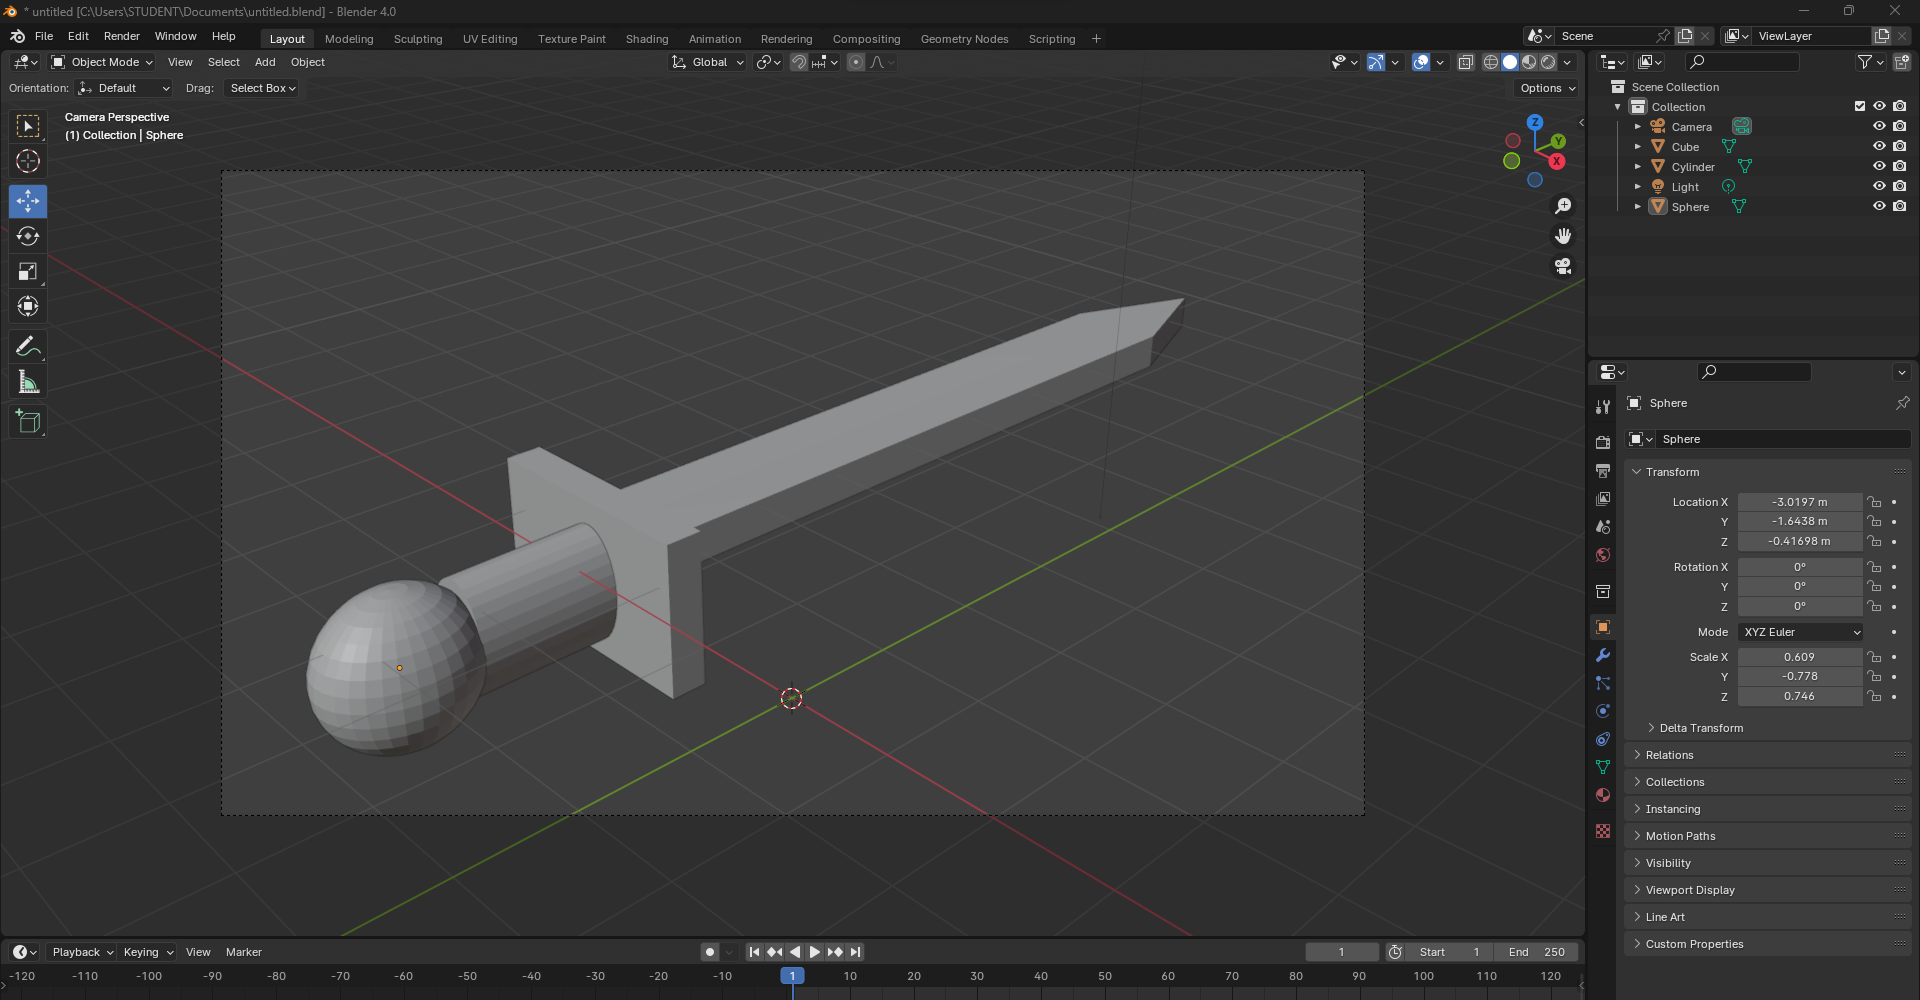 * untitled [C:\Users\STUDENT\Documents\untitled.blend] - Blender 4.0
File Edit Render Window Help Layout Modeling Sculpting UV Editing Texture Paint Shading Animation Rendering Compositing Geometry Nodes Scripting + Scene ViewLayer
Object Mode View Select Add Object Global
Orientation: Default Drag: Select Box Options
Camera Perspective
(1) Collection | Sphere
Z
Y
X
Scene Collection
Collection
Camera
Cube
Cylinder
Light
Sphere
Sphere
Sphere
Transform
Location X -3.0197 m
Y -1.6438 m
Z -0.41698 m
Rotation X 0°
Y 0°
Z 0°
Mode XYZ Euler
Scale X 0.609
Y -0.778
Z 0.746
Delta Transform
Relations
Collections
Instancing
Motion Paths
Visibility
Viewport Display
Line Art
Custom Properties
Playback Keying View Marker 1 Start 1 End 250
-120 -110 -100 -90 -80 -70 -60 -50 -40 -30 -20 -10 1 10 20 30 40 50 60 70 80 90 100 110 120